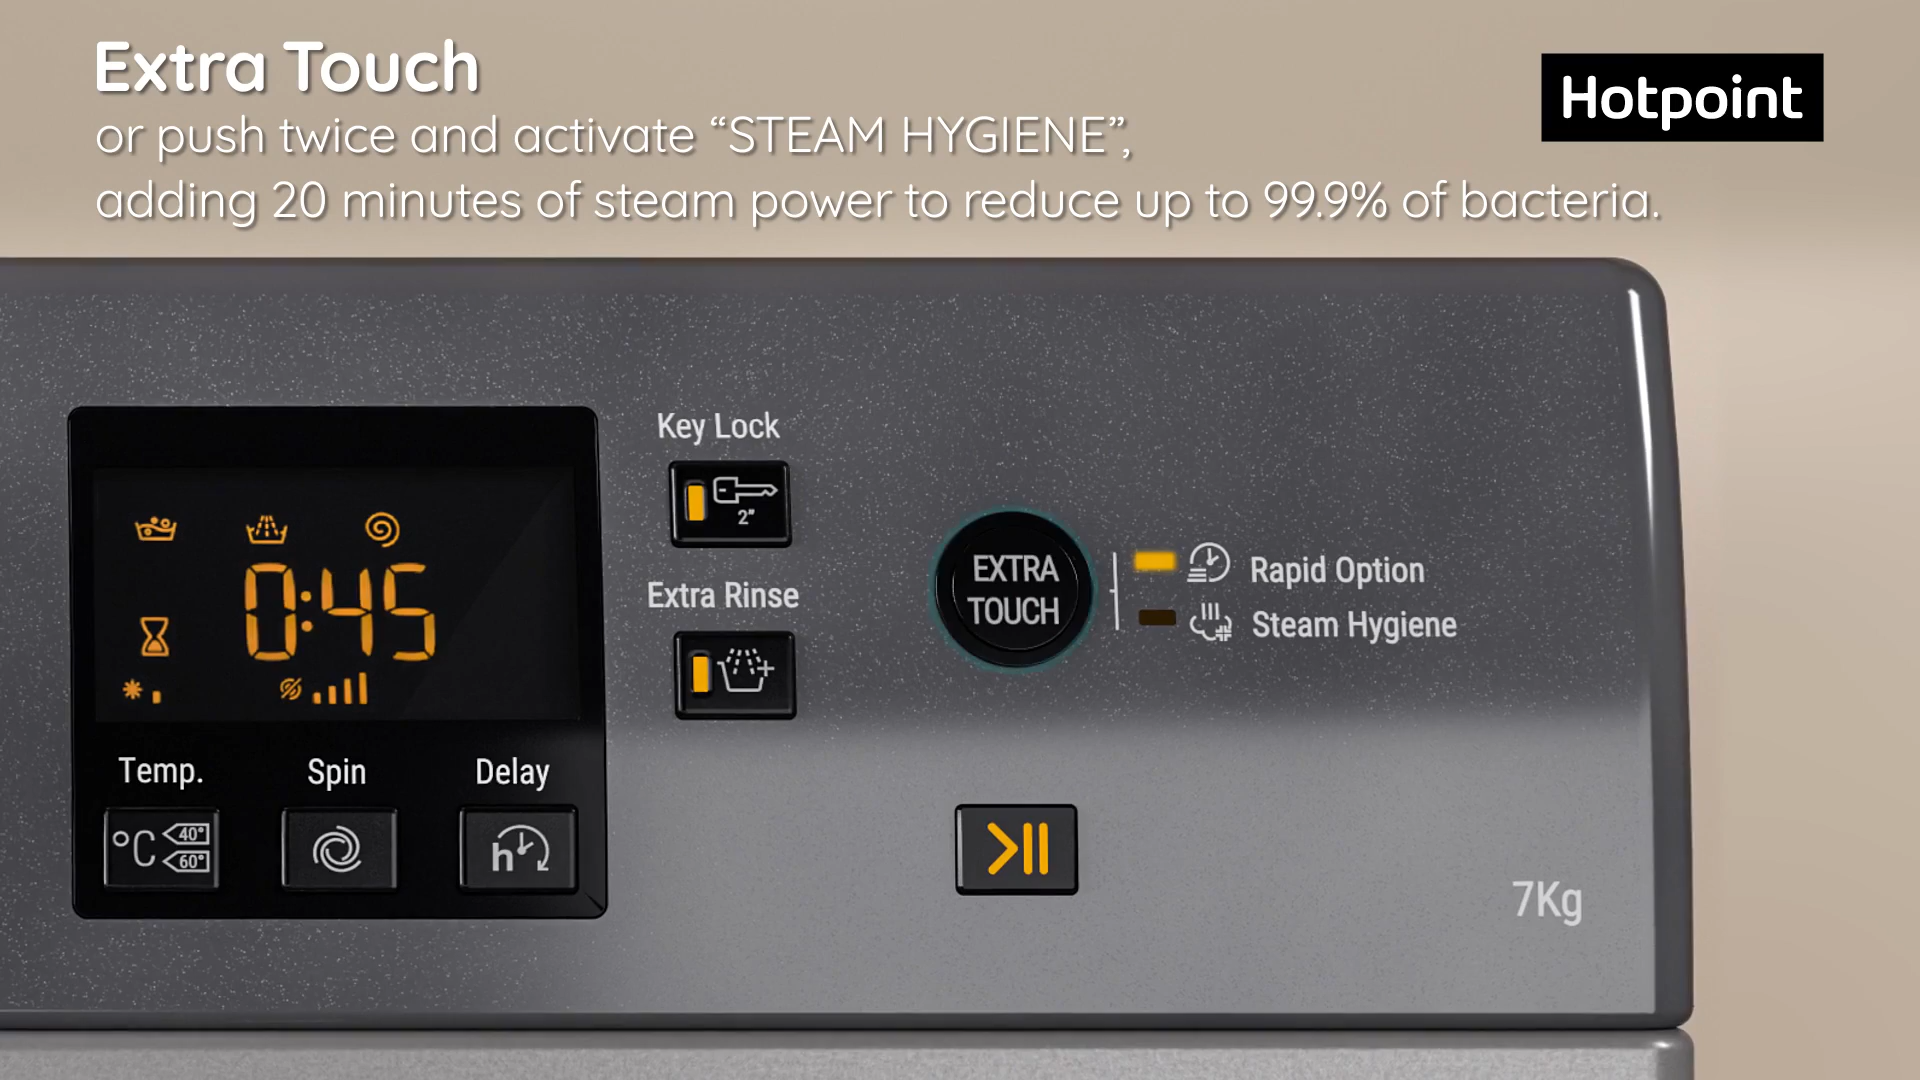 Extra Touch
or push twice and activate “STEAM HYGIENE”,
adding 20 minutes of steam power to reduce up to 99.9% of bacteria.
Hotpoint
Key Lock
2”
Extra Rinse
0:45
EXTRA
TOUCH
Rapid Option
Steam Hygiene
Temp.
Spin
Delay
°C
40°
60°
h
7Kg